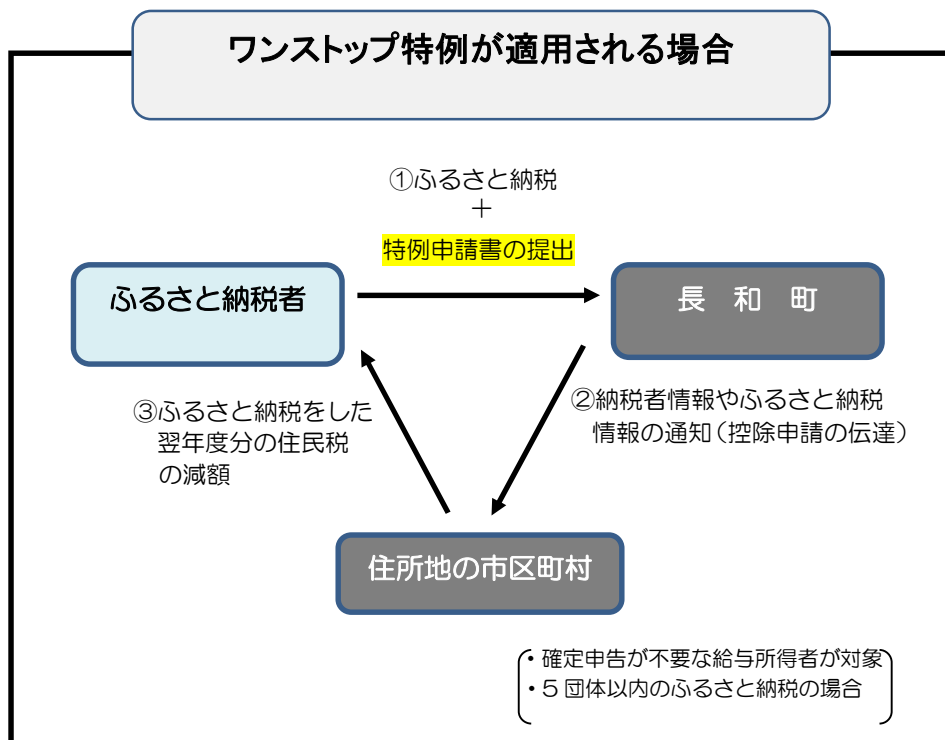 ワンストップ特例が適用される場合
①ふるさと納税
＋
特例申請書の提出
ふるさと納税者
長 和 町
③ふるさと納税をした
翌年度分の住民税
の減額
②納税者情報やふるさと納税
情報の通知（控除申請の伝達）
住所地の市区町村
・確定申告が不要な給与所得者が対象
・５団体以内のふるさと納税の場合